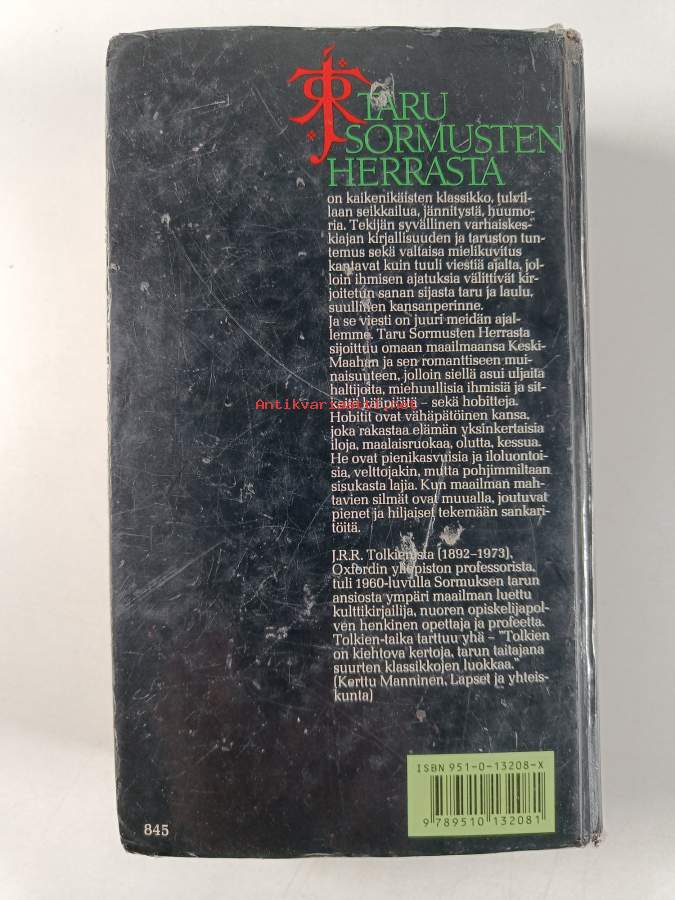 TARU
SORMUSTEN
HERRASTA
on kaikenikäisten klassikko, tulvil-
laan seikkailua, jännitystä, huumo-
ria. Tekijän syvällinen varhaiskes-
kiajan kirjallisuuden ja taruston tun-
temus sekä valtaisa mielikuvitus
kantavat kuin tuuli viestiä ajalta, jol-
loin ihmisen ajatuksia välittivät kir-
joitetun sanan sijasta taru ja laulu,
suullinen kansanperinne.
Ja se viesti on juuri meidän ajal-
lemme. Taru Sormusten Herrasta
sijoittuu omaan maailmaansa Keski-
Maahan ja sen romanttiseen mui-
naisuuteen, jolloin siellä asui uljaita
haltijoita, miehuullisia ihmisiä ja sit-
keitä kääpiöitä – sekä hobitteja.
Antikvariaatti.net
Hobitit ovat vähäpätöinen kansa,
joka rakastaa elämän yksinkertaisia
iloja, maalaisruokaa, olutta, kessua.
He ovat pienikasvuisia ja iloluontoi-
sia, velttojakin, mutta pohjimmiltaan
sisukasta lajia. Kun maailman mah-
tavien silmät ovat muualla, joutuvat
pienet ja hiljaiset tekemään sankari-
töitä.
J.R.R. Tolkienista (1892–1973),
Oxfordin yliopiston professorista,
tuli 1960-luvulla Sormuksen tarun
ansiosta ympäri maailman luettu
kulttikirjailija, nuoren opiskelijapol-
ven henkinen opettaja ja profeetta.
Tolkien-taika tarttuu yhä – "Tolkien
on kiehtova kertoja, tarun taitajana
suurten klassikkojen luokkaa."
(Kerttu Manninen, Lapset ja yhteis-
kunta)
ISBN 951-0-13208-X
9 789510 132081
845